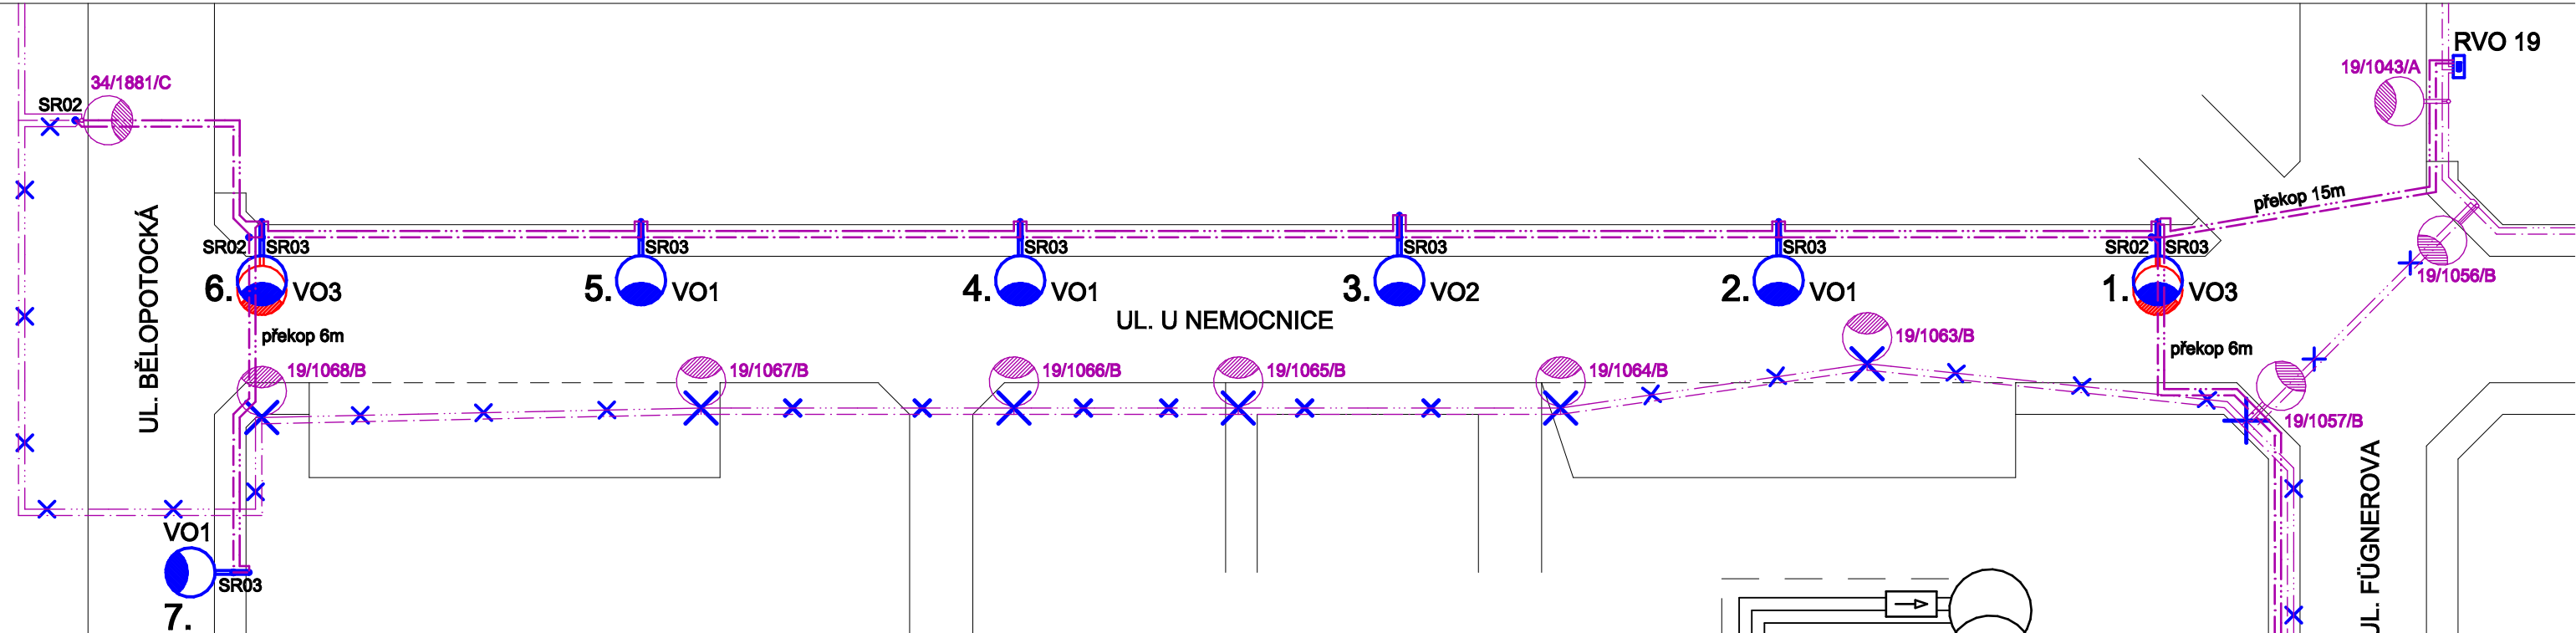 RVO 19
19/1043/A
34/1881/C
SR02
překop 15m
SR02
SR03
SR03
SR03
SR03
SR03
SR02
SR03
19/1056/B
6.
VO3
5.
VO1
4.
VO1
3.
VO2
2.
VO1
1.
VO3
UL. BĚLOPOTOCKÁ
UL. U NEMOCNICE
překop 6m
19/1063/B
překop 6m
19/1068/B
19/1067/B
19/1066/B
19/1065/B
19/1064/B
19/1057/B
UL. FÜGNEROVA
VO1
SR03
7.